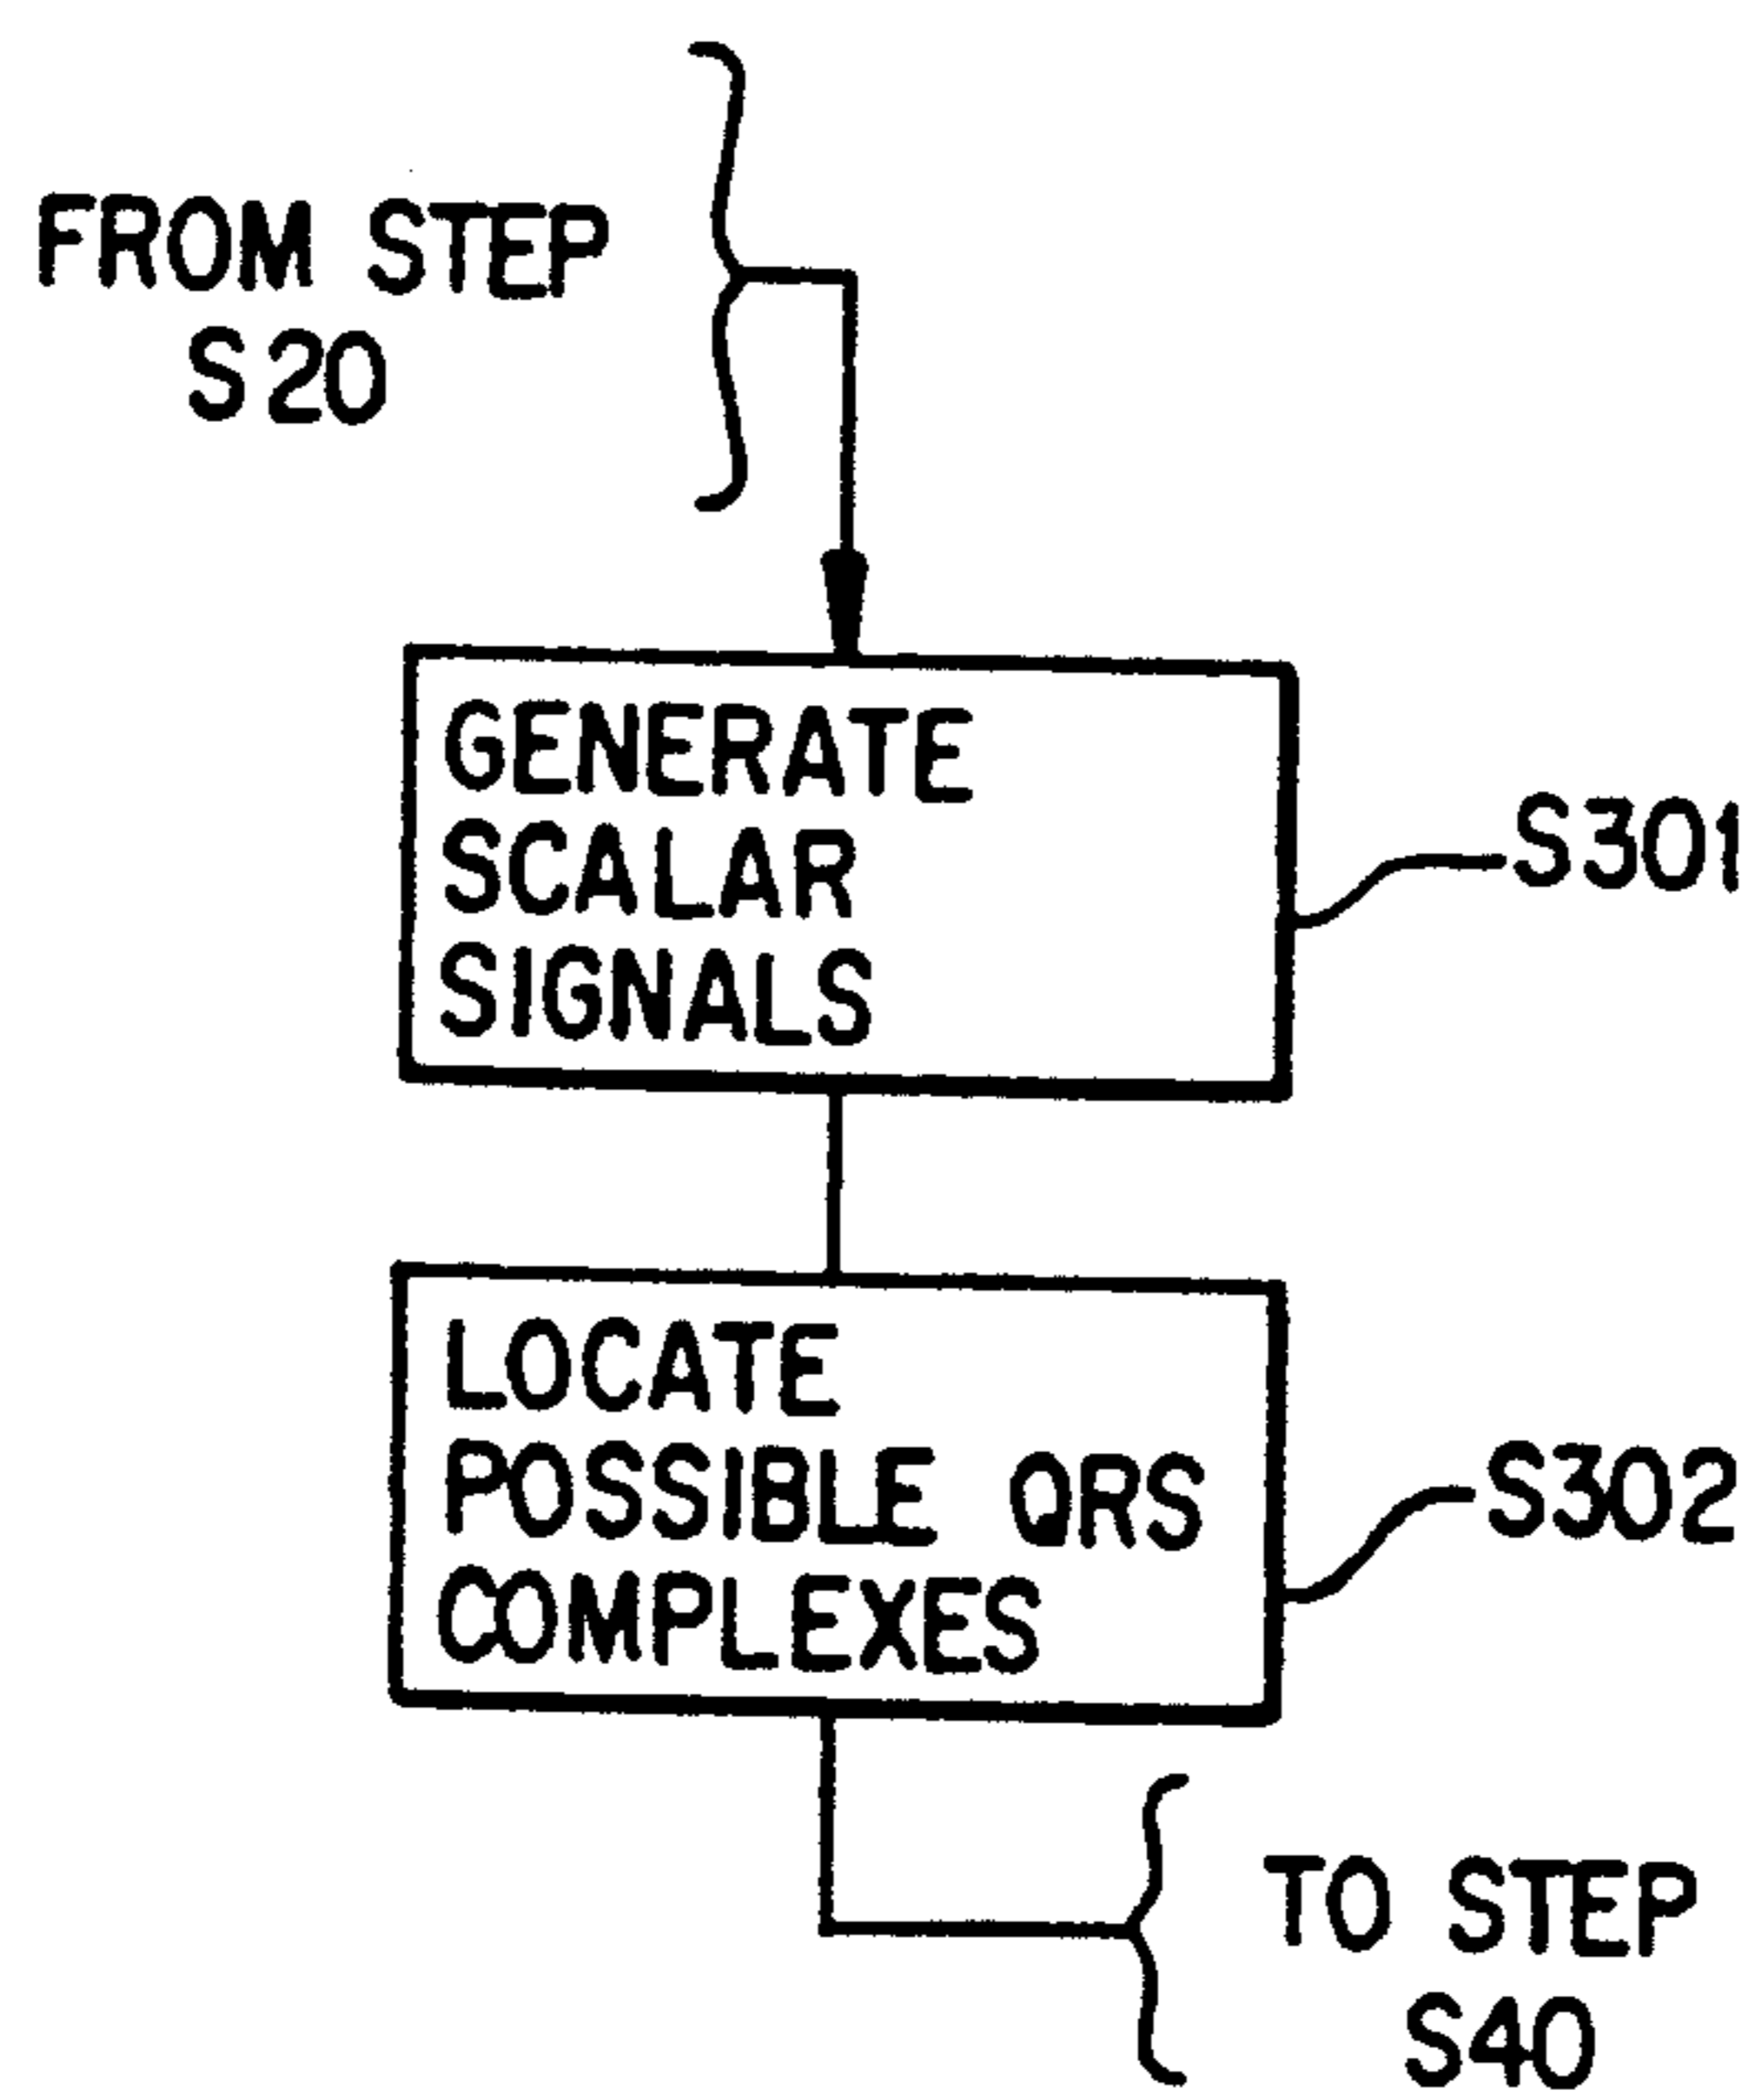 FROM STEP
S20
GENERATE
SCALAR
SIGNALS
S301
LOCATE
POSSIBLE QRS
COMPLEXES
S302
TO STEP
S40